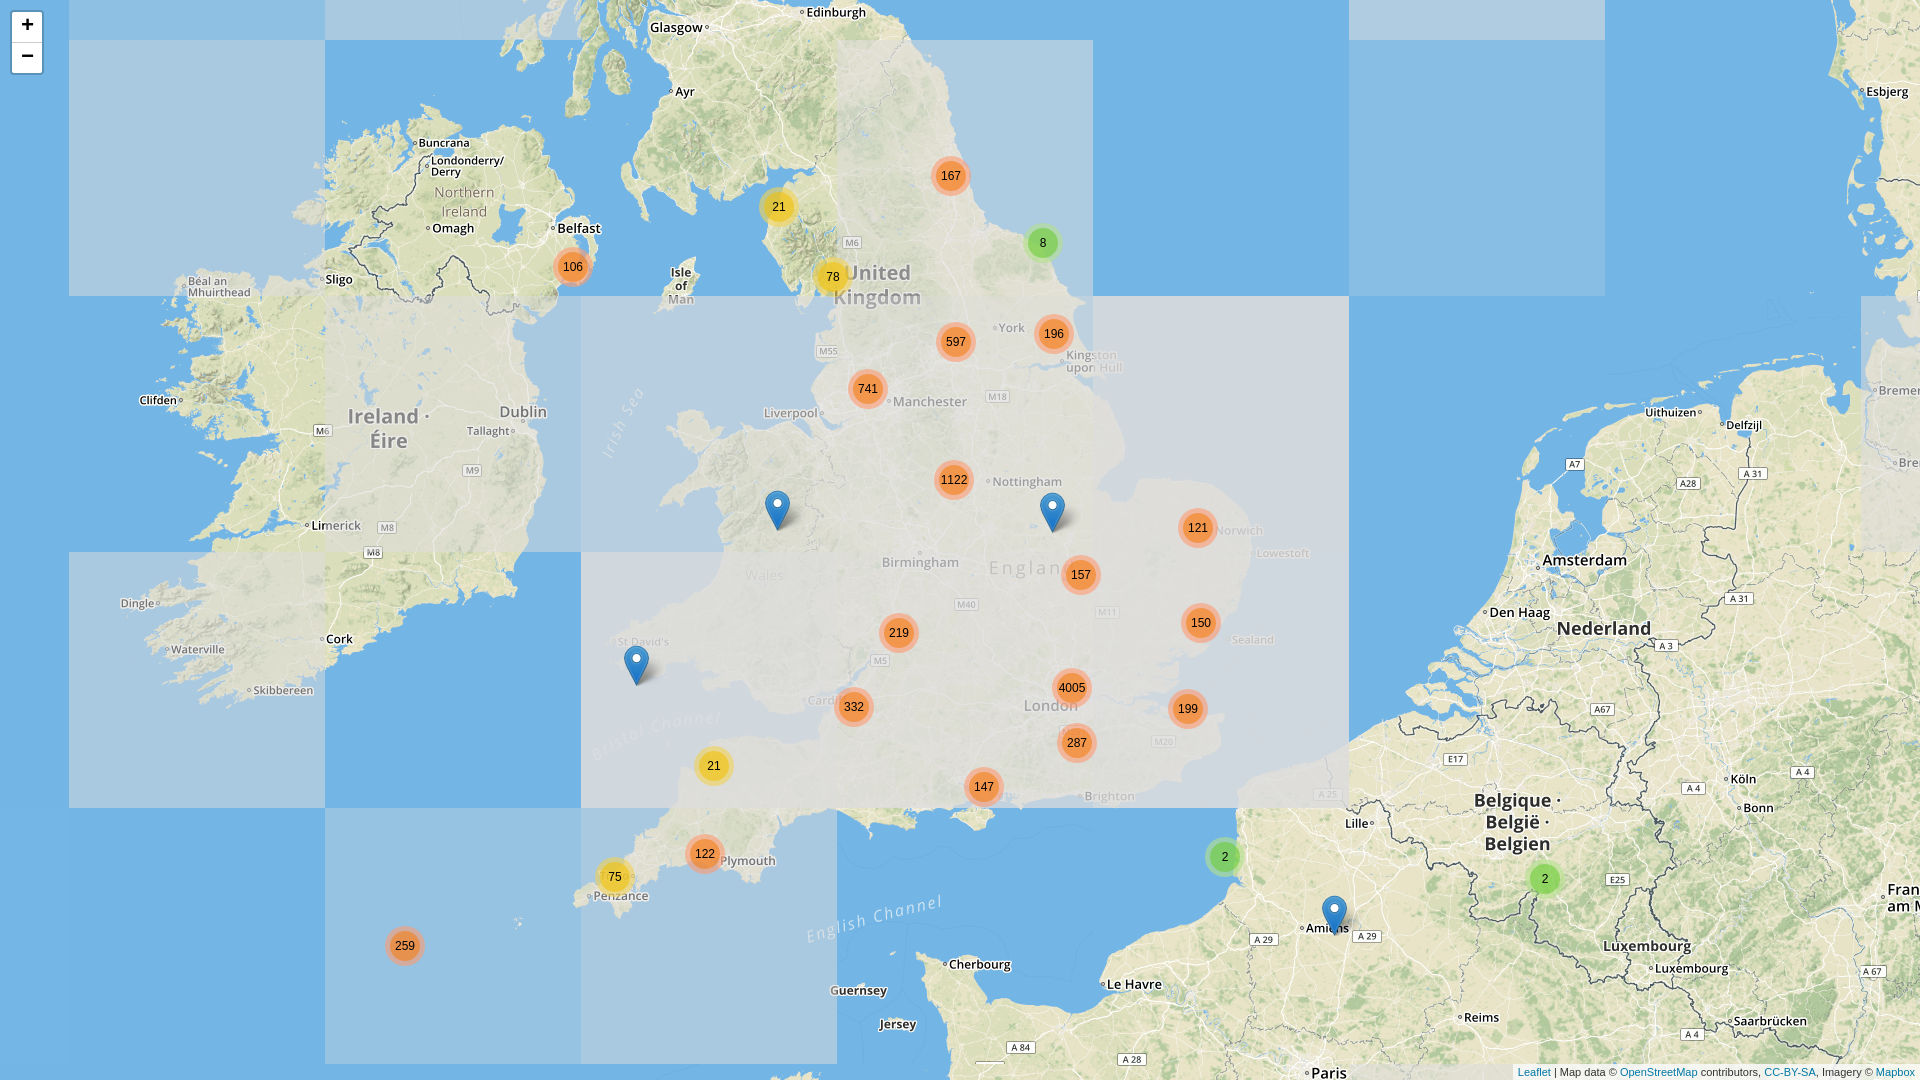 +
−
Edinburgh
Glasgow
Ayr
Esbjerg
Buncrana
Londonderry/
Derry
Northern
Ireland
167
21
Omagh
Belfast
M6
8
106
Isle
of
Man
78
United
Kingdom
Sligo
Béal an
Mhuirthead
York
196
597
M55
Kingston
upon Hull
741
Manchester
M18
Liverpool
Clifden
Ireland ·
Éire
Dublin
Tallaght
M6
Irish Sea
Uithuizen
Delfzijl
M9
A7
A 31
A28
1122
Nottingham
Limerick
M8
M8
121
Norwich
Lowestoft
Birmingham
England
157
Wales
Amsterdam
Dingle
M40
M11
A 31
Den Haag
150
Nederland
219
Cork
St David's
Sealand
A 3
Waterville
M5
Skibbereen
4005
London
199
A67
332
Bristol Channel
287
M20
E17
21
147
Brighton
A 25
Köln
A 4
A 4
Bonn
Belgique ·
België ·
Belgien
Lille
122
Plymouth
2
75
Penzance
2
E25
English Channel
259
Amiens
A 29
A 29
Luxembourg
Luxembourg
A 67
Cherbourg
Le Havre
Guernsey
Jersey
Reims
Saarbrücken
A 84
A 28
A 4
Paris
Leaflet | Map data © OpenStreetMap contributors, CC-BY-SA, Imagery © Mapbox